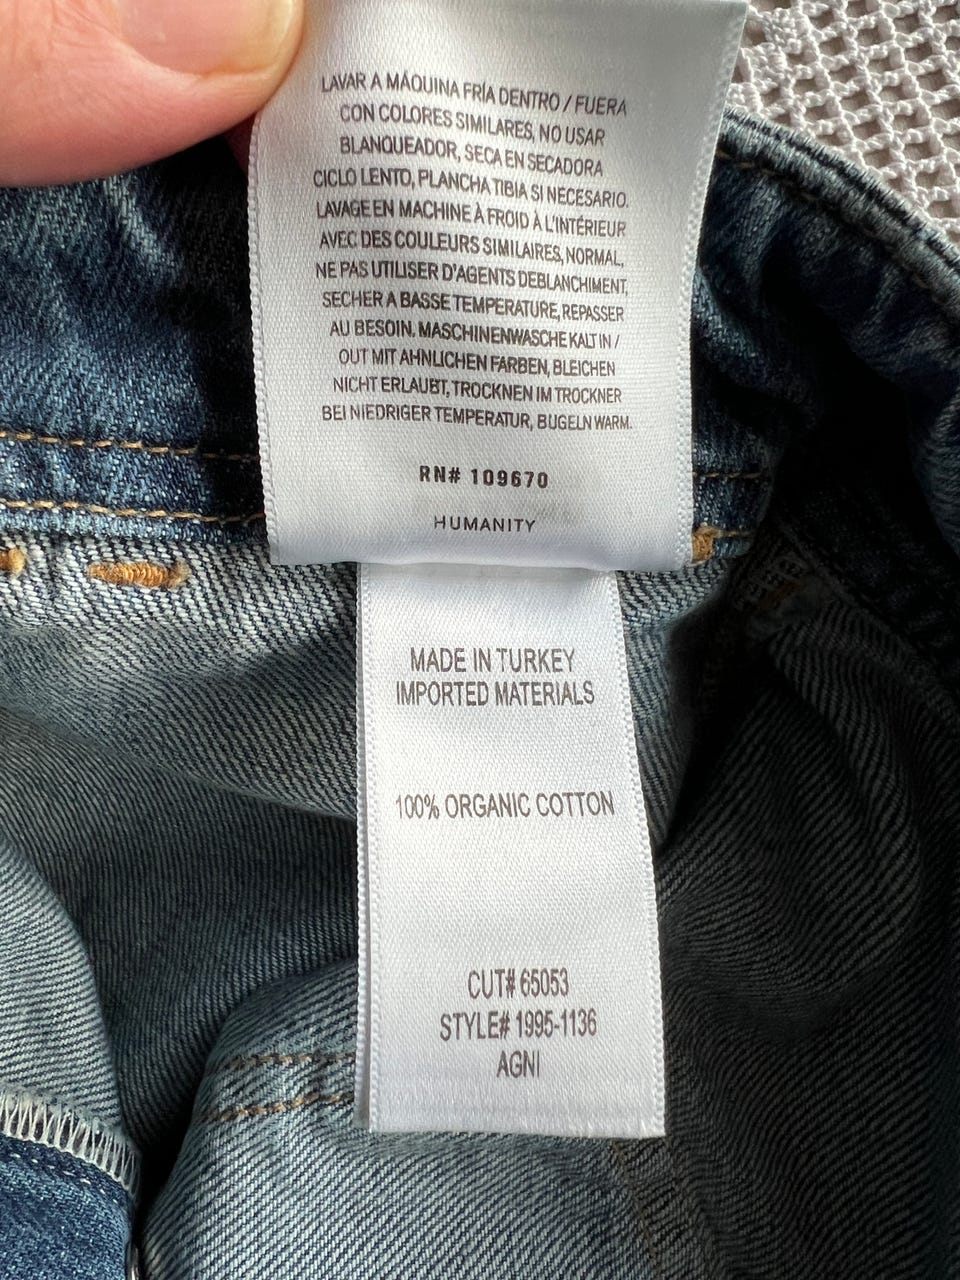 LAVAR A MÁQUINA FRÍA DENTRO / FUERA
CON COLORES SIMILARES, NO USAR
BLANQUEADOR, SECA EN SECADORA
CICLO LENTO, PLANCHA TIBIA SI NECESARIO.
LAVAGE EN MACHINE À FROID À L'INTÉRIEUR
AVEC DES COULEURS SIMILAIRES, NORMAL,
NE PAS UTILISER D'AGENTS DEBLANCHIMENT,
SECHER A BASSE TEMPERATURE, REPASSER
AU BESOIN. MASCHINENWASCHE KALT IN /
OUT MIT AHNLICHEN FARBEN, BLEICHEN
NICHT ERLAUBT, TROCKNEN IM TROCKNER
BEI NIEDRIGER TEMPERATUR, BUGELN WARM.
RN# 109670
HUMANITY
MADE IN TURKEY
IMPORTED MATERIALS
100% ORGANIC COTTON
CUT# 65053
STYLE# 1995-1136
AGNI